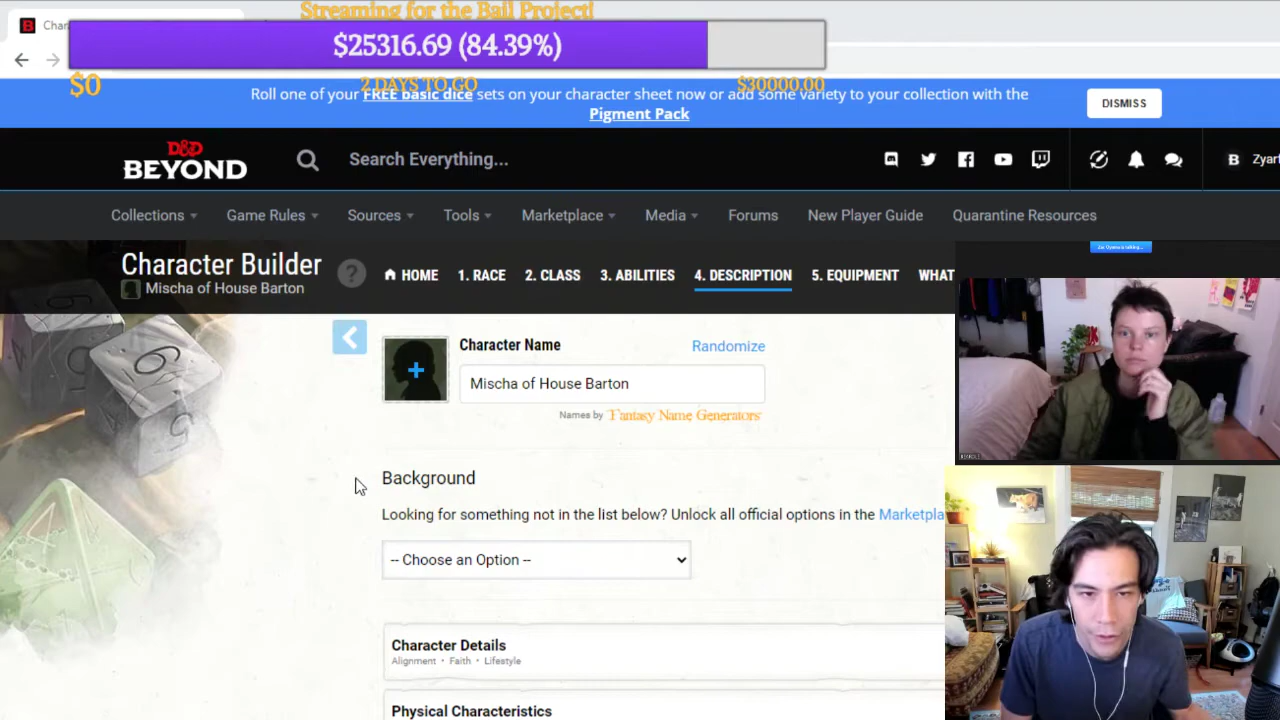 Streaming for the Bail Project!
Char
$25316.69 (84.39%)
$0
2 DAYS TO GO
$30000.00
Roll one of your FREE basic dice sets on your character sheet now or add some variety to your collection with the
Pigment Pack
DISMISS
D&D
BEYOND
Search Everything...
B
Zyar
Collections
Game Rules
Sources
Tools
Marketplace
Media
Forums
New Player Guide
Quarantine Resources
Character Builder
?
Mischa of House Barton
HOME
1. RACE
2. CLASS
3. ABILITIES
4. DESCRIPTION
5. EQUIPMENT
WHAT
Character Name
Randomize
Mischa of House Barton
Names by Fantasy Name Generators
Background
Looking for something not in the list below? Unlock all official options in the Marketpla
-- Choose an Option --
Character Details
Alignment • Faith • Lifestyle
Physical Characteristics